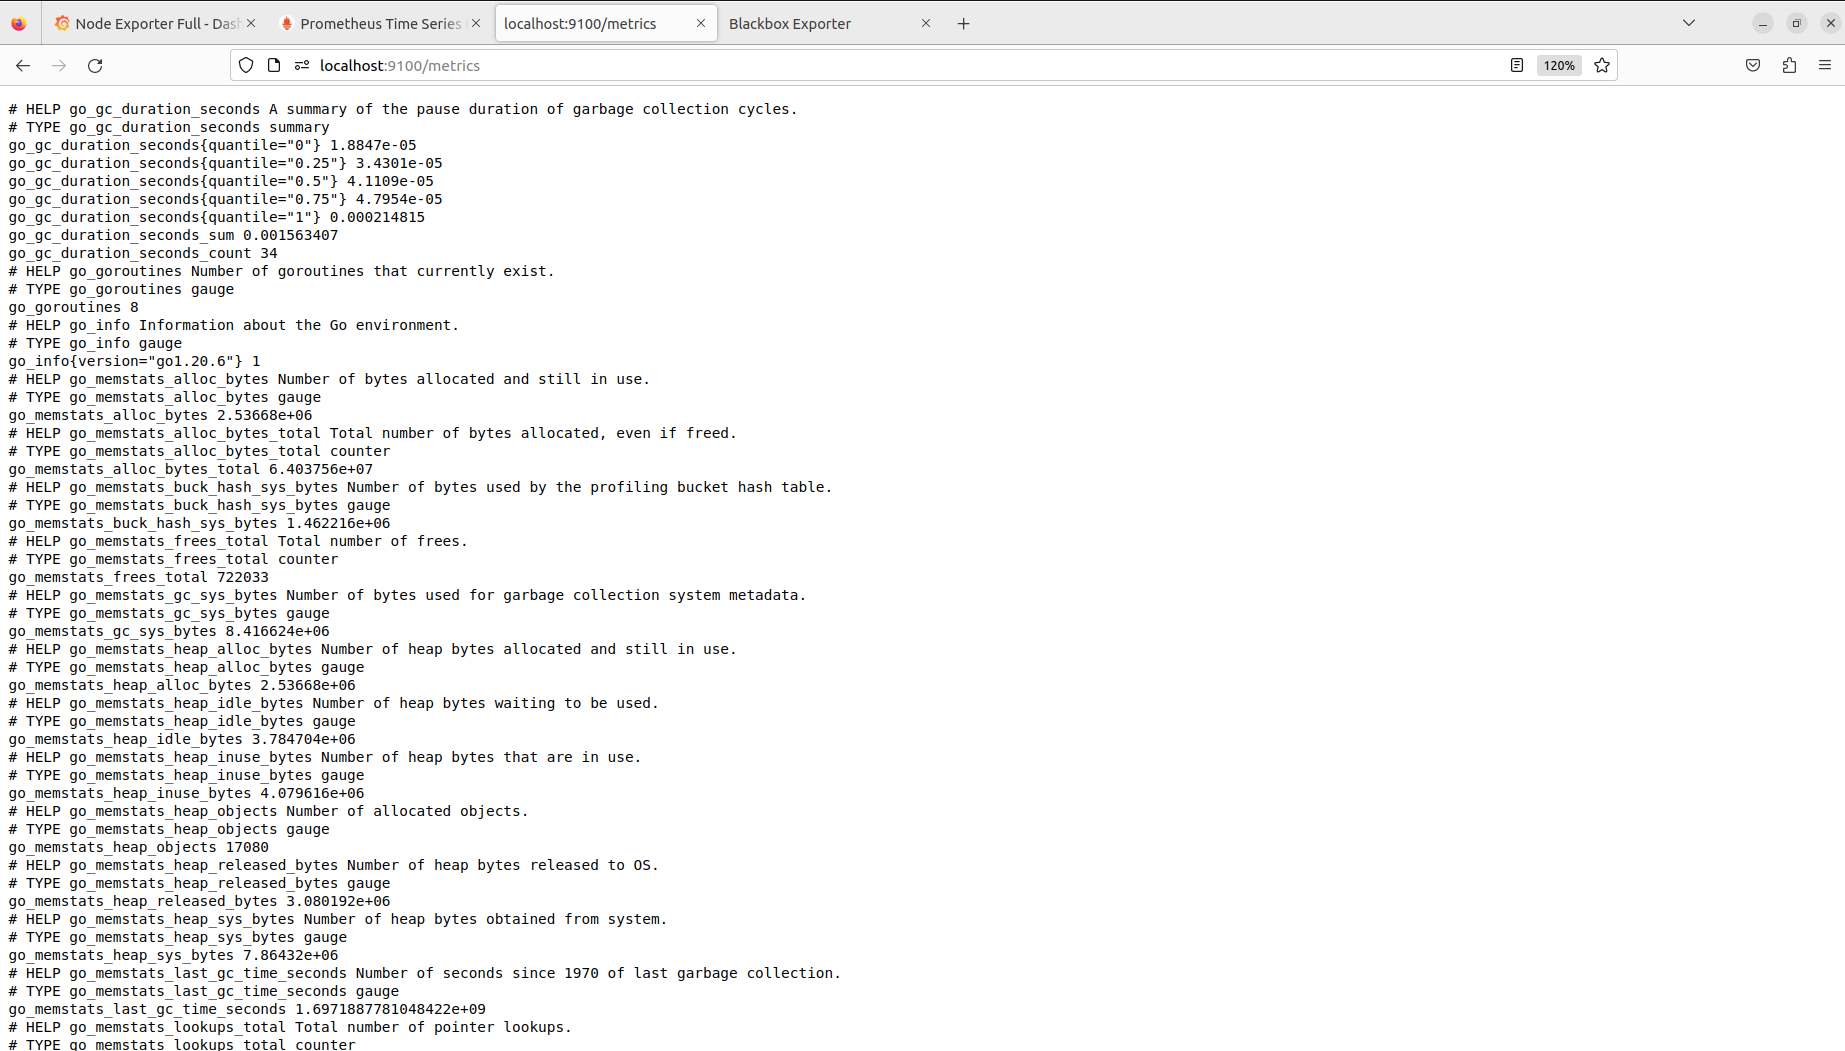 Node Exporter Full - Das
Prometheus Time Series
localhost:9100/metrics
Blackbox Exporter
localhost:9100/metrics
120%
# HELP go_gc_duration_seconds A summary of the pause duration of garbage collection cycles.
# TYPE go_gc_duration_seconds summary
go_gc_duration_seconds{quantile="0"} 1.8847e-05
go_gc_duration_seconds{quantile="0.25"} 3.4301e-05
go_gc_duration_seconds{quantile="0.5"} 4.1109e-05
go_gc_duration_seconds{quantile="0.75"} 4.7954e-05
go_gc_duration_seconds{quantile="1"} 0.000214815
go_gc_duration_seconds_sum 0.001563407
go_gc_duration_seconds_count 34
# HELP go_goroutines Number of goroutines that currently exist.
# TYPE go_goroutines gauge
go_goroutines 8
# HELP go_info Information about the Go environment.
# TYPE go_info gauge
go_info{version="go1.20.6"} 1
# HELP go_memstats_alloc_bytes Number of bytes allocated and still in use.
# TYPE go_memstats_alloc_bytes gauge
go_memstats_alloc_bytes 2.53668e+06
# HELP go_memstats_alloc_bytes_total Total number of bytes allocated, even if freed.
# TYPE go_memstats_alloc_bytes_total counter
go_memstats_alloc_bytes_total 6.403756e+07
# HELP go_memstats_buck_hash_sys_bytes Number of bytes used by the profiling bucket hash table.
# TYPE go_memstats_buck_hash_sys_bytes gauge
go_memstats_buck_hash_sys_bytes 1.462216e+06
# HELP go_memstats_frees_total Total number of frees.
# TYPE go_memstats_frees_total counter
go_memstats_frees_total 722033
# HELP go_memstats_gc_sys_bytes Number of bytes used for garbage collection system metadata.
# TYPE go_memstats_gc_sys_bytes gauge
go_memstats_gc_sys_bytes 8.416624e+06
# HELP go_memstats_heap_alloc_bytes Number of heap bytes allocated and still in use.
# TYPE go_memstats_heap_alloc_bytes gauge
go_memstats_heap_alloc_bytes 2.53668e+06
# HELP go_memstats_heap_idle_bytes Number of heap bytes waiting to be used.
# TYPE go_memstats_heap_idle_bytes gauge
go_memstats_heap_idle_bytes 3.784704e+06
# HELP go_memstats_heap_inuse_bytes Number of heap bytes that are in use.
# TYPE go_memstats_heap_inuse_bytes gauge
go_memstats_heap_inuse_bytes 4.079616e+06
# HELP go_memstats_heap_objects Number of allocated objects.
# TYPE go_memstats_heap_objects gauge
go_memstats_heap_objects 17080
# HELP go_memstats_heap_released_bytes Number of heap bytes released to OS.
# TYPE go_memstats_heap_released_bytes gauge
go_memstats_heap_released_bytes 3.080192e+06
# HELP go_memstats_heap_sys_bytes Number of heap bytes obtained from system.
# TYPE go_memstats_heap_sys_bytes gauge
go_memstats_heap_sys_bytes 7.86432e+06
# HELP go_memstats_last_gc_time_seconds Number of seconds since 1970 of last garbage collection.
# TYPE go_memstats_last_gc_time_seconds gauge
go_memstats_last_gc_time_seconds 1.6971887781048422e+09
# HELP go_memstats_lookups_total Total number of pointer lookups.
# TYPE go_memstats_lookups_total counter